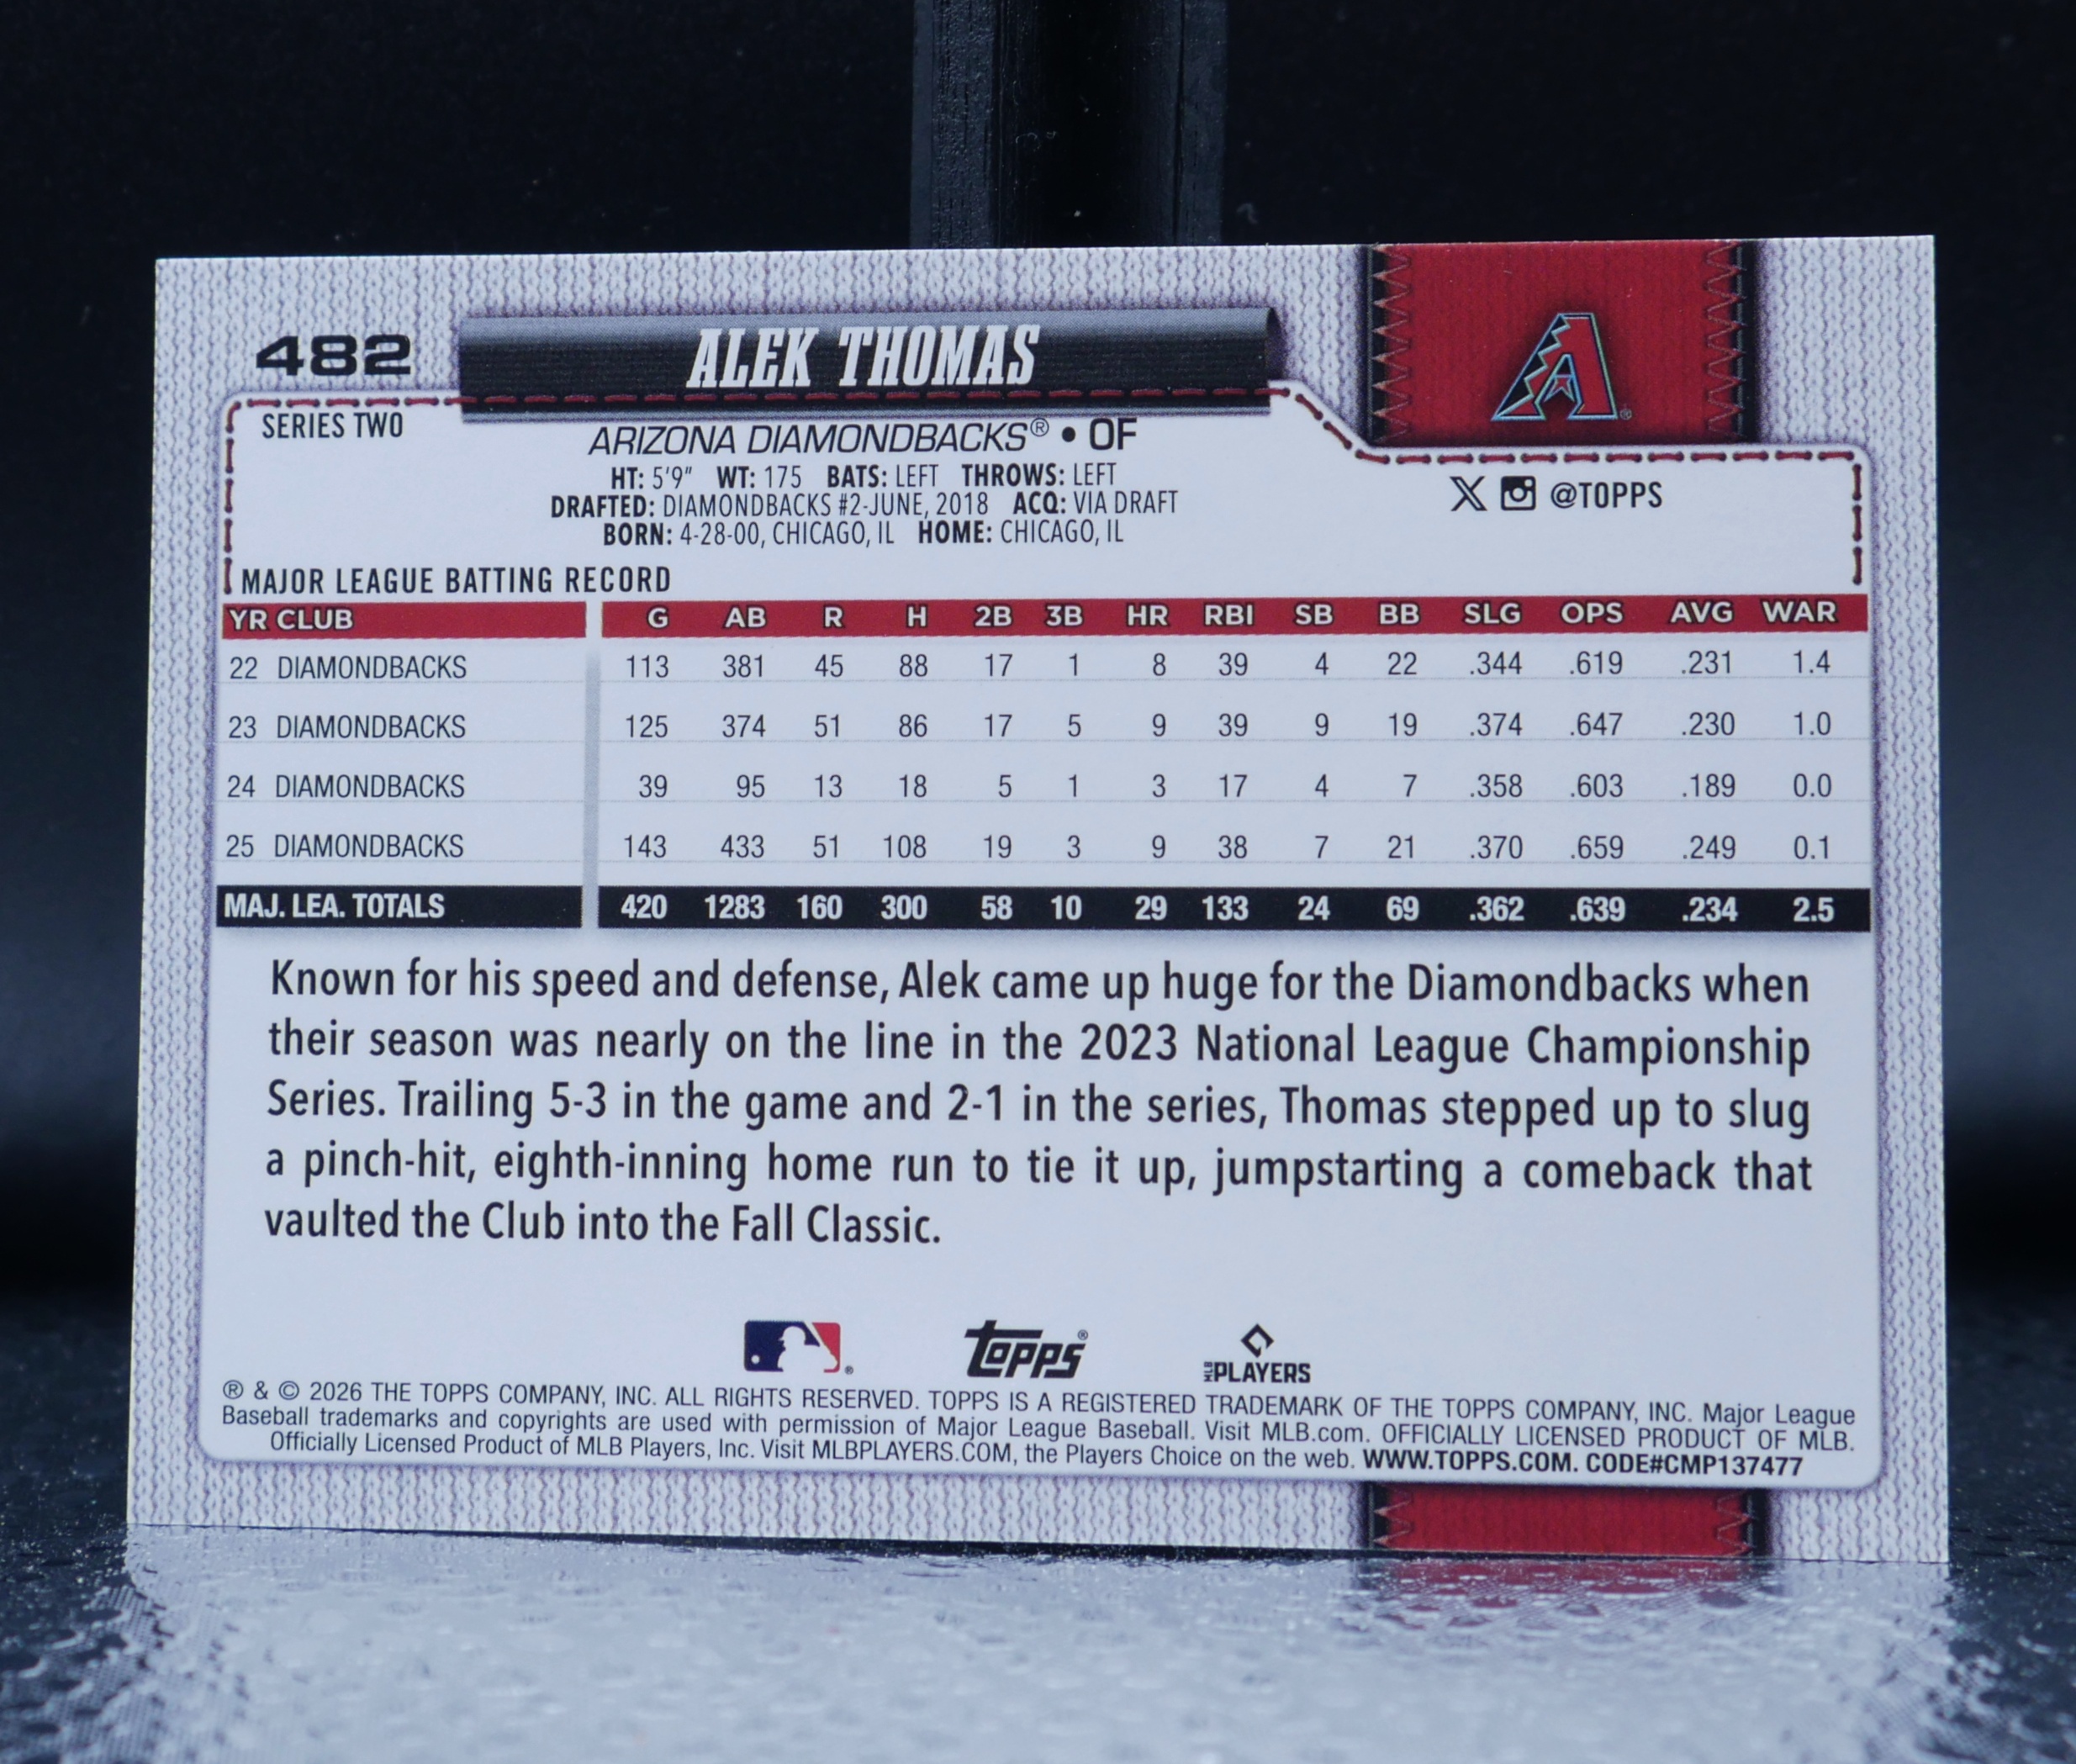 482
ALEK THOMAS
SERIES TWO
ARIZONA DIAMONDBACKS® • OF
HT: 5'9" WT: 175 BATS: LEFT THROWS: LEFT
DRAFTED: DIAMONDBACKS #2-JUNE, 2018 ACQ: VIA DRAFT
BORN: 4-28-00, CHICAGO, IL HOME: CHICAGO, IL
A ®
X @TOPPS
MAJOR LEAGUE BATTING RECORD
YR CLUB G AB R H 2B 3B HR RBI SB BB SLG OPS AVG WAR
22 DIAMONDBACKS 113 381 45 88 17 1 8 39 4 22 .344 .619 .231 1.4
23 DIAMONDBACKS 125 374 51 86 17 5 9 39 9 19 .374 .647 .230 1.0
24 DIAMONDBACKS 39 95 13 18 5 1 3 17 4 7 .358 .603 .189 0.0
25 DIAMONDBACKS 143 433 51 108 19 3 9 38 7 21 .370 .659 .249 0.1
MAJ. LEA. TOTALS 420 1283 160 300 58 10 29 133 24 69 .362 .639 .234 2.5
Known for his speed and defense, Alek came up huge for the Diamondbacks when
their season was nearly on the line in the 2023 National League Championship
Series. Trailing 5-3 in the game and 2-1 in the series, Thomas stepped up to slug
a pinch-hit, eighth-inning home run to tie it up, jumpstarting a comeback that
vaulted the Club into the Fall Classic.
®
topps®
MLB PLAYERS
® & © 2026 THE TOPPS COMPANY, INC. ALL RIGHTS RESERVED. TOPPS IS A REGISTERED TRADEMARK OF THE TOPPS COMPANY, INC. Major League
Baseball trademarks and copyrights are used with permission of Major League Baseball. Visit MLB.com. OFFICIALLY LICENSED PRODUCT OF MLB.
Officially Licensed Product of MLB Players, Inc. Visit MLBPLAYERS.COM, the Players Choice on the web. WWW.TOPPS.COM. CODE#CMP137477